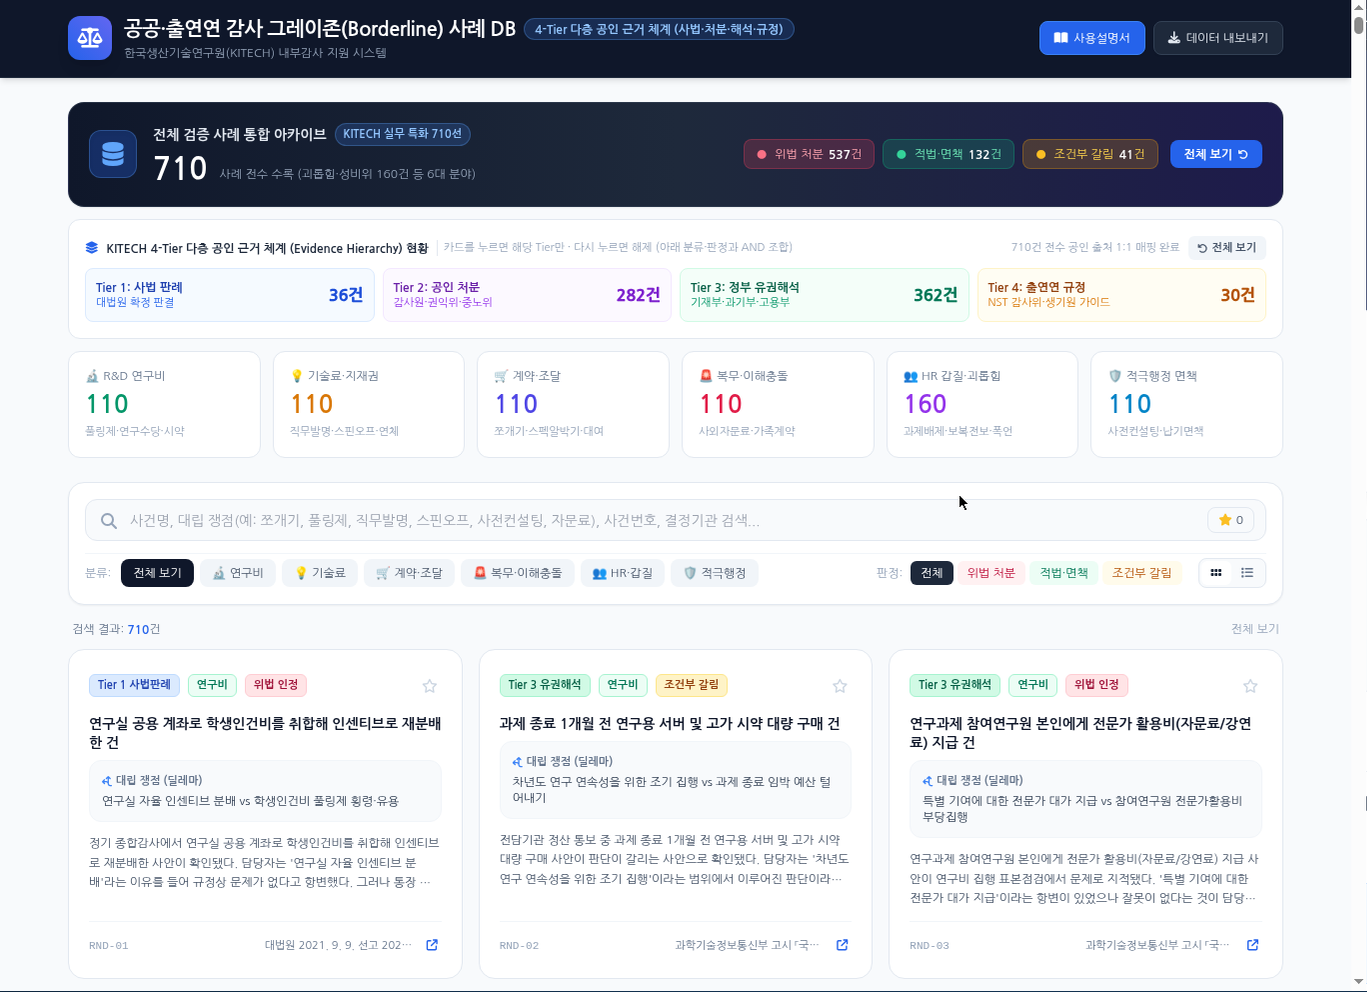 공공·출연연 감사 그레이존(Borderline) 사례 DB
4-Tier 다층 공인 근거 체계 (사법·처분·해석·규정)
한국생산기술연구원(KITECH) 내부감사 지원 시스템
사용설명서
데이터 내보내기
전체 검증 사례 통합 아카이브
KITECH 실무 특화 710선
710 사례 전수 수록 (괴롭힘·성비위 160건 등 6대 분야)
위법 처분 537건
적법·면책 132건
조건부 갈림 41건
전체 보기
KITECH 4-Tier 다층 공인 근거 체계 (Evidence Hierarchy) 현황
카드를 누르면 해당 Tier만 · 다시 누르면 해제 (아래 분류·판정과 AND 조합)
710건 전수 공인 출처 1:1 매핑 완료
전체 보기
Tier 1: 사법 판례
대법원 확정 판결
36건
Tier 2: 공인 처분
감사원·권익위·중노위
282건
Tier 3: 정부 유권해석
기재부·과기부·고용부
362건
Tier 4: 출연연 규정
NST 감사위·생기원 가이드
30건
R&D 연구비
110
풀링제·연구수당·시약
기술료·지재권
110
직무발명·스핀오프·연체
계약·조달
110
쪼개기·스펙알박기·대여
복무·이해충돌
110
사외자문료·가족계약
HR 갑질·괴롭힘
160
과제배제·보복전보·폭언
적극행정 면책
110
사전컨설팅·납기면책
사건명, 대립 쟁점(예: 쪼개기, 풀링제, 직무발명, 스핀오프, 사전컨설팅, 자문료), 사건번호, 결정기관 검색...
0
분류:
전체 보기
연구비
기술료
계약·조달
복무·이해충돌
HR·갑질
적극행정
판정:
전체
위법 처분
적법·면책
조건부 갈림
검색 결과: 710건
전체 보기
Tier 1 사법판례
연구비
위법 인정
연구실 공용 계좌로 학생인건비를 취합해 인센티브로 재분배
한 건
대립 쟁점 (딜레마)
연구실 자율 인센티브 분배 vs 학생인건비 풀링제 횡령·유용
정기 종합감사에서 연구실 공용 계좌로 학생인건비를 취합해 인센티브
로 재분배한 사안이 확인됐다. 담당자는 '연구실 자율 인센티브 분
배'라는 이유를 들어 규정상 문제가 없다고 항변했다. 그러나 통장 …
RND-01
대법원 2021. 9. 9. 선고 202…
Tier 3 유권해석
연구비
조건부 갈림
과제 종료 1개월 전 연구용 서버 및 고가 시약 대량 구매 건
대립 쟁점 (딜레마)
차년도 연구 연속성을 위한 조기 집행 vs 과제 종료 임박 예산 털
어내기
전담기관 정산 통보 중 과제 종료 1개월 전 연구용 서버 및 고가 시약
대량 구매 사안이 판단이 갈리는 사안으로 확인됐다. 담당자는 '차년도
연구 연속성을 위한 조기 집행'이라는 범위에서 이루어진 판단이라…
RND-02
과학기술정보통신부 고시 「국…
Tier 3 유권해석
연구비
위법 인정
연구과제 참여연구원 본인에게 전문가 활용비(자문료/강연
료) 지급 건
대립 쟁점 (딜레마)
특별 기여에 대한 전문가 대가 지급 vs 참여연구원 전문가활용비
부당집행
연구과제 참여연구원 본인에게 전문가 활용비(자문료/강연료) 지급 사
안이 연구비 집행 표본점검에서 문제로 지적됐다. '특별 기여에 대한
전문가 대가 지급'이라는 항변이 있었으나 잘못이 없다는 것이 담당…
RND-03
과학기술정보통신부 고시 「국…